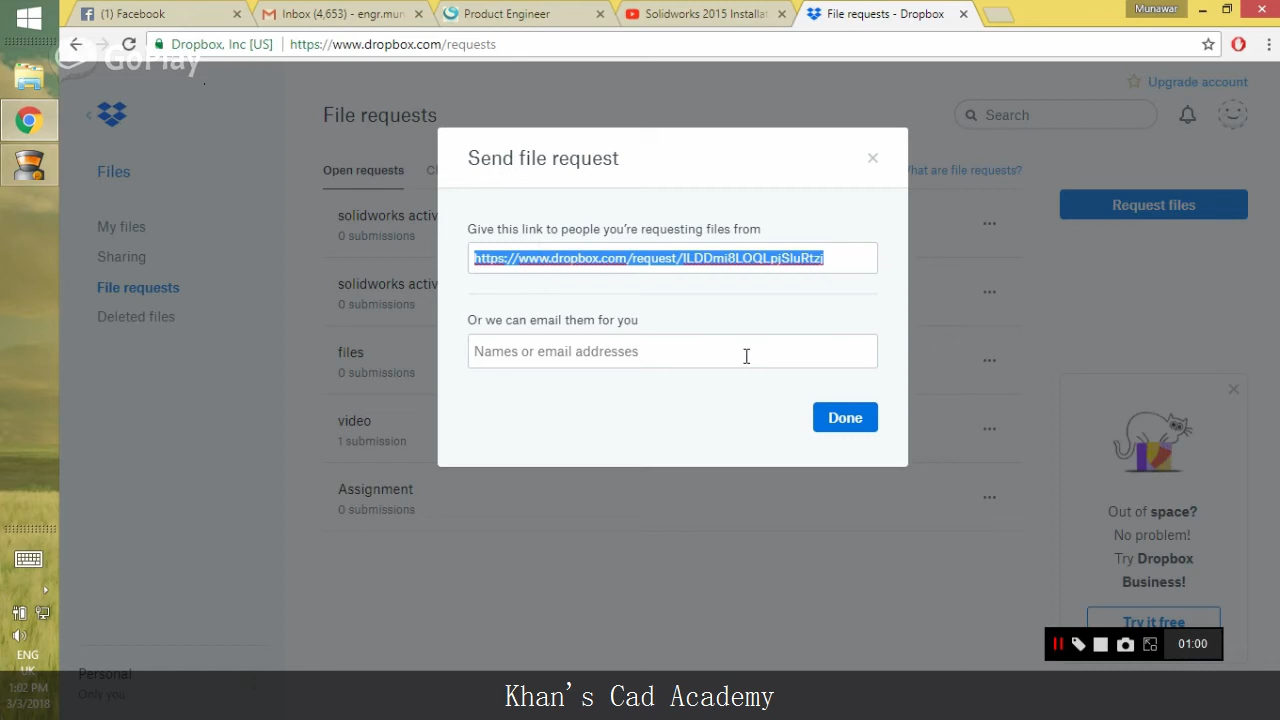 (1) Facebook
Inbox (4,653) - engr.mun
Product Engineer
Solidworks 2015 Installat
File requests - Dropbox
Munawar
Dropbox, Inc [US]
https://www.dropbox.com/requests
GoPlay
Upgrade account
File requests
Search
Files
My files
Sharing
File requests
Deleted files
Personal
Only you
Open requests
What are file requests?
Request files
solidworks activ
0 submissions
solidworks activ
0 submissions
files
0 submissions
video
1 submission
Assignment
0 submissions
Send file request
Give this link to people you're requesting files from
https://www.dropbox.com/request/ILDDmi8LOQLpjSluRtzj
Or we can email them for you
Names or email addresses
Done
Out of space?
No problem!
Try Dropbox
Business!
Try it free
01:00
ENG
UK
1:02 PM
3/3/2018
Khan's Cad Academy